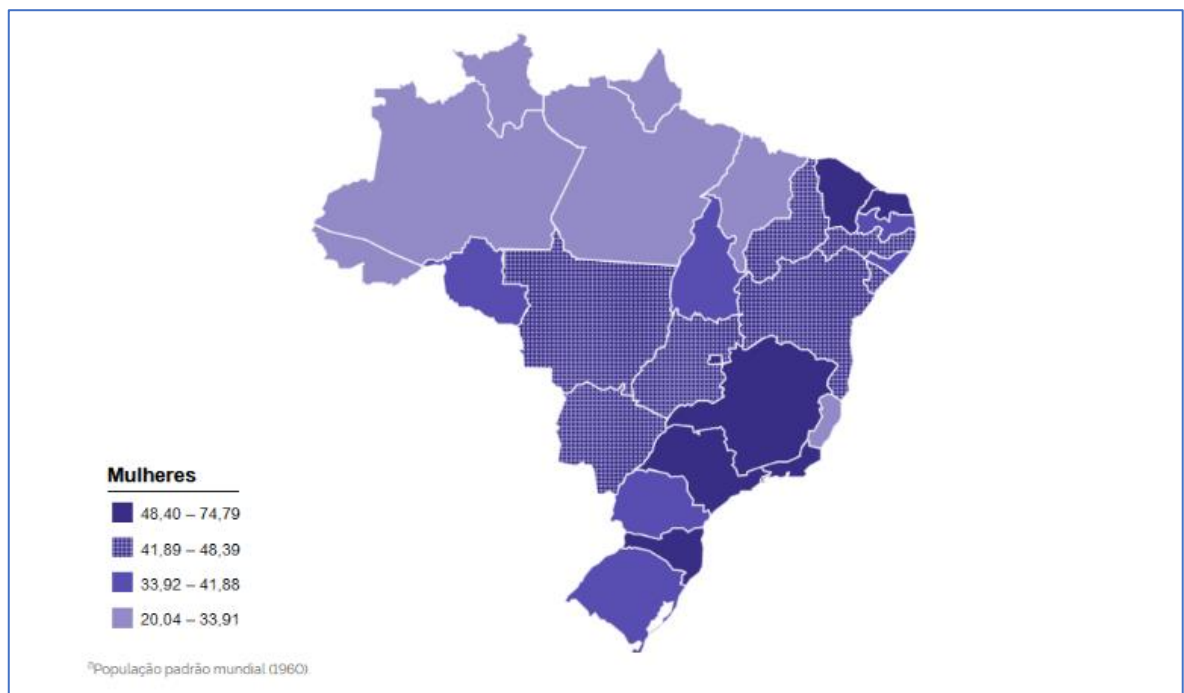 Mulheres
48,40 – 74,79
41,89 – 48,39
33,92 – 41,88
20,04 – 33,91
População padrão mundial (1960)